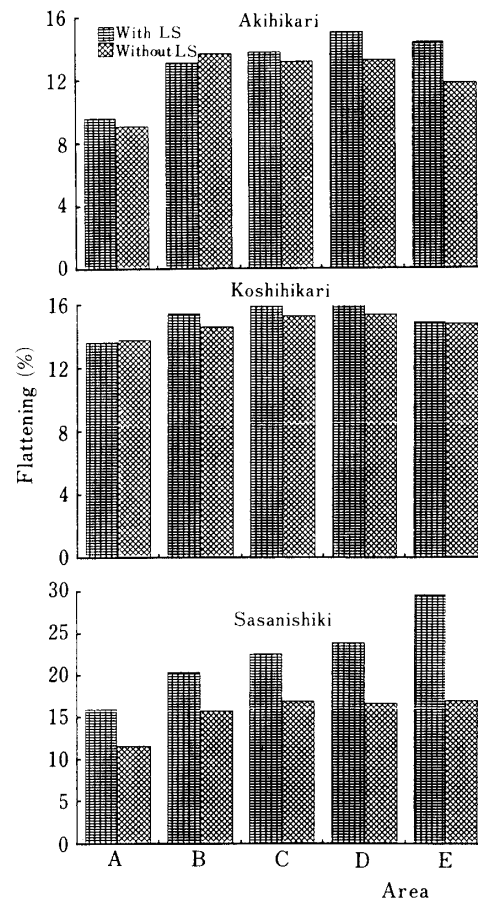 16
Akihikari
With LS
Without LS
12
8
4
0
Flattening (%)
16
Koshihikari
12
8
4
0
30
Sasanishiki
25
20
15
10
5
0
A B C D E
Area